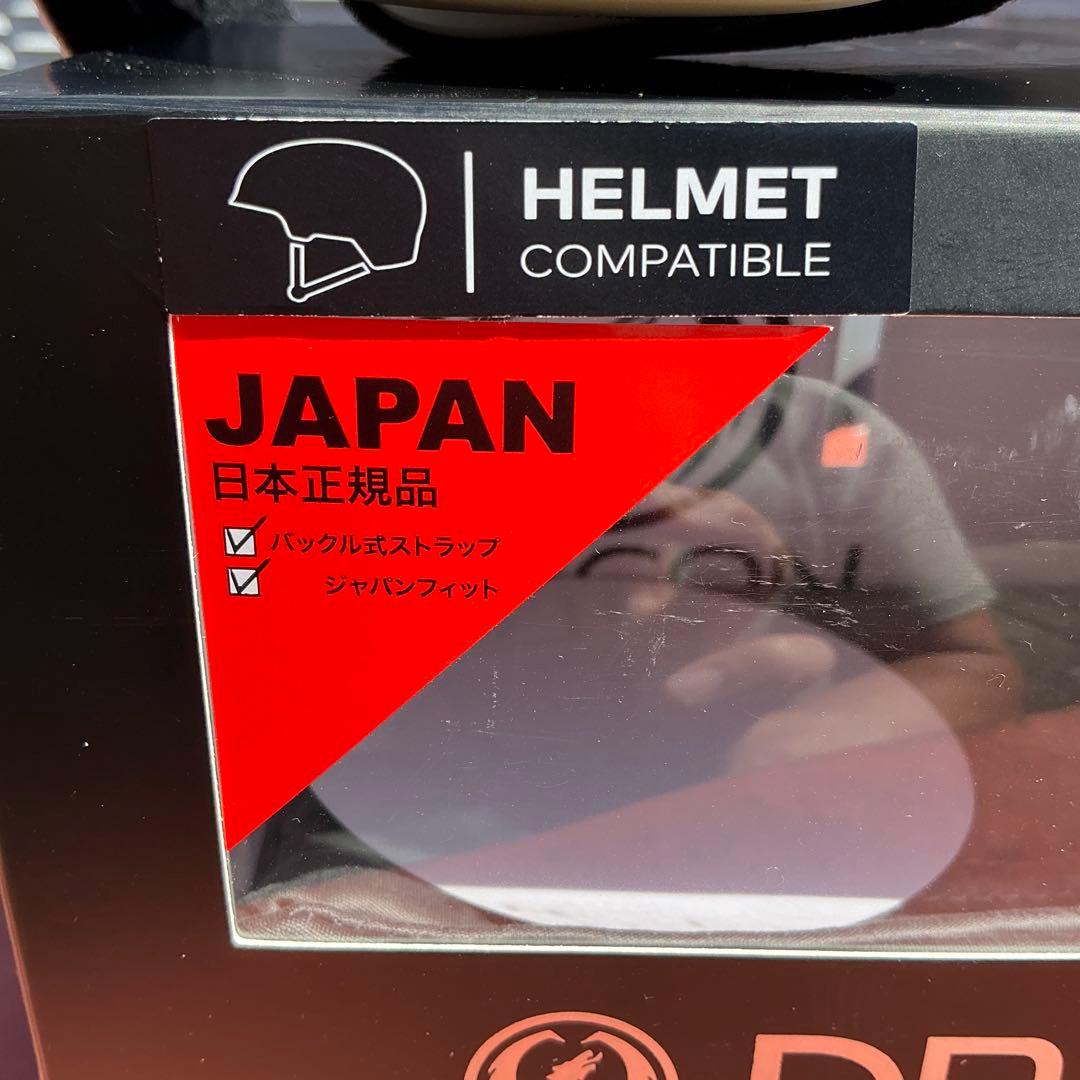 HELMET
COMPATIBLE
JAPAN
日本正規品
バックル式ストラップ
ジャパンフィット
DR